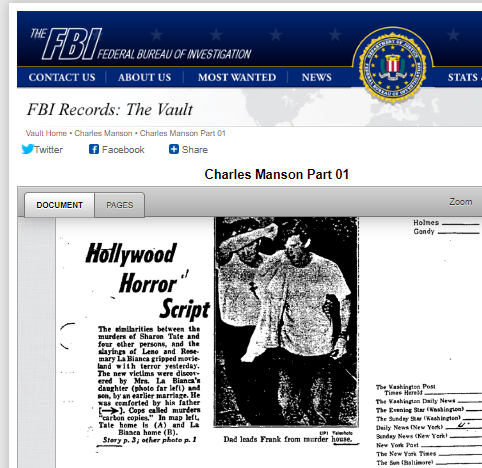 THE
FBI FEDERAL BUREAU OF INVESTIGATION
DEPARTMENT OF JUSTICE
CONTACT US ABOUT US MOST WANTED NEWS STATS
FBI Records: The Vault
Vault Home • Charles Manson • Charles Manson Part 01
Twitter Facebook Share
Charles Manson Part 01
DOCUMENT PAGES Zoom
Holmes
Gandy
Hollywood
Horror
Script
The similarities between the
murders of Sharon Tate and
four other persons, and the
slayings of Leno and Rose-
mary La Bianca gripped movie-
land with terror yesterday.
The new victims were discov-
ered by Mrs. La Bianca's
daughter (photo far left) and
son, by an earlier marriage. He
was comforted by his father
[→]. Cops called murders
"carbon copies." In map left,
Tate home is (A) and La
Bianca home (B).
Story p. 3; other photo p. 1
UPI Telephoto
Dad leads Frank from murder house.
The Washington Post
Times Herald
The Washington Daily News
The Evening Star (Washington)
The Sunday Star (Washington)
Daily News (New York)
Sunday News (New York)
New York Post
The New York Times
The Sun (Baltimore)